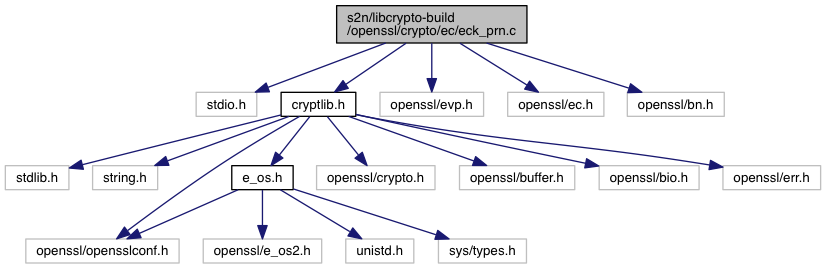 s2n/libcrypto-build
/openssl/crypto/ec/eck_prn.c
stdio.h
cryptlib.h
openssl/evp.h
openssl/ec.h
openssl/bn.h
stdlib.h
string.h
e_os.h
openssl/crypto.h
openssl/buffer.h
openssl/bio.h
openssl/err.h
openssl/opensslconf.h
openssl/e_os2.h
unistd.h
sys/types.h